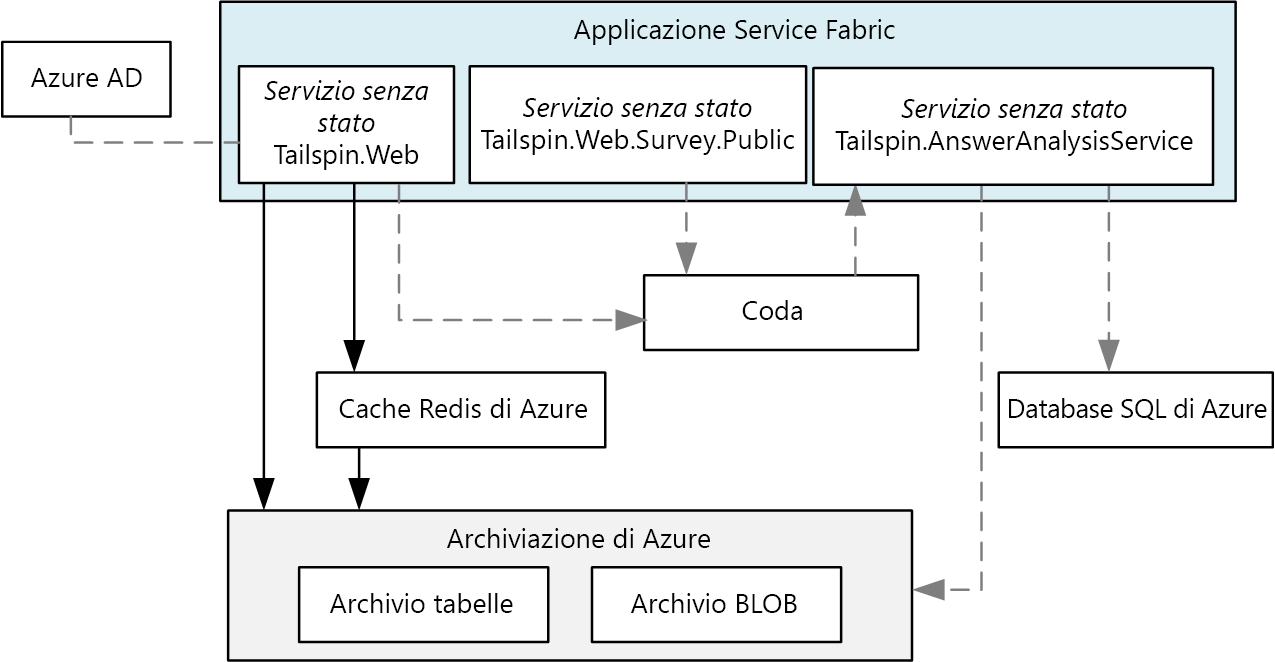 Applicazione Service Fabric
Azure AD
Servizio senza
stato
Tailspin.Web
Servizio senza stato
Tailspin.Web.Survey.Public
Servizio senza stato
Tailspin.AnswerAnalysisService
Coda
Cache Redis di Azure
Database SQL di Azure
Archiviazione di Azure
Archivio tabelle
Archivio BLOB